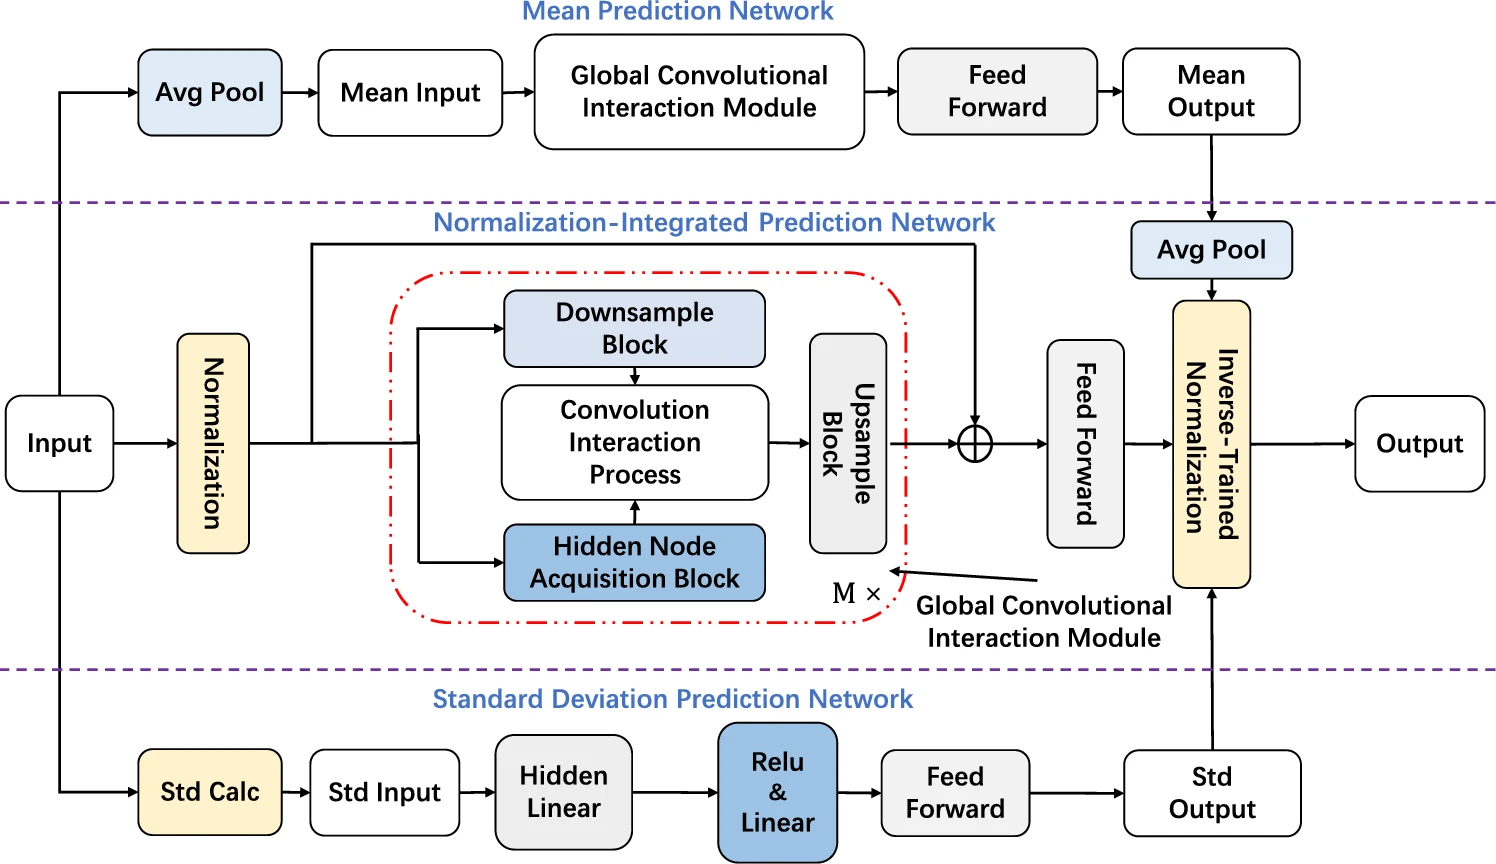 Mean Prediction Network
Avg Pool
Mean Input
Global Convolutional
Interaction Module
Feed
Forward
Mean
Output
Normalization-Integrated Prediction Network
Avg Pool
Input
Normalization
Downsample
Block
Convolution
Interaction
Process
Hidden Node
Acquisition Block
Upsample
Block
M ×
Global Convolutional
Interaction Module
Feed Forward
Inverse-Trained
Normalization
Output
Standard Deviation Prediction Network
Std Calc
Std Input
Hidden
Linear
Relu
&
Linear
Feed
Forward
Std
Output